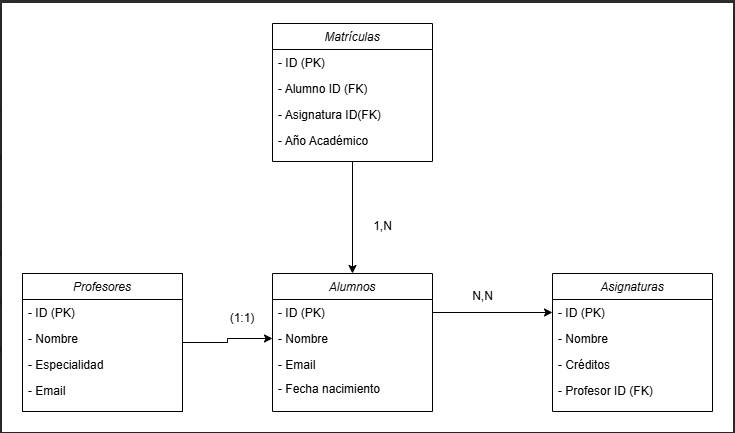 Matrículas
- ID (PK)
- Alumno ID (FK)
- Asignatura ID(FK)
- Año Académico
1,N
Profesores
- ID (PK)
- Nombre
- Especialidad
- Email
(1:1)
Alumnos
- ID (PK)
- Nombre
- Email
- Fecha nacimiento
N,N
Asignaturas
- ID (PK)
- Nombre
- Créditos
- Profesor ID (FK)